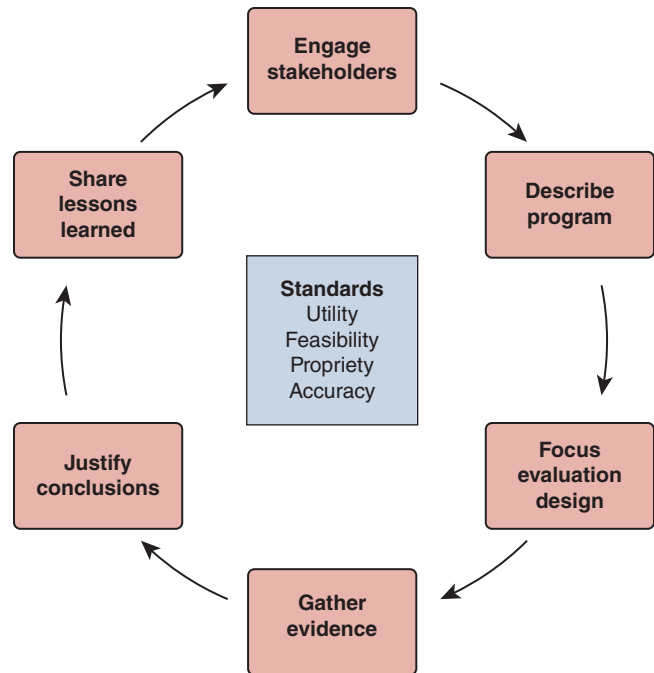 Engage
stakeholders
Describe
program
Focus
evaluation
design
Gather
evidence
Justify
conclusions
Share
lessons
learned
Standards
Utility
Feasibility
Propriety
Accuracy